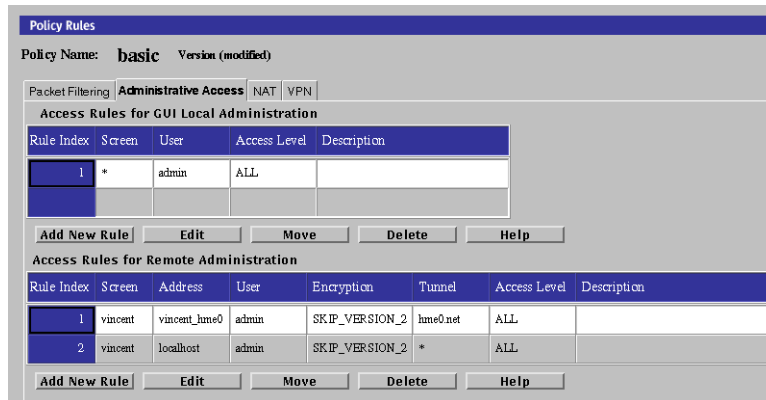 Policy Rules
Policy Name: basic Version (modified)
Packet Filtering Administrative Access NAT VPN
Access Rules for GUI Local Administration
Rule Index Screen User Access Level Description
1 * admin ALL
Add New Rule Edit Move Delete Help
Access Rules for Remote Administration
Rule Index Screen Address User Encryption Tunnel Access Level Description
1 vincent vincent_hme0 admin SKIP_VERSION_2 hme0.net ALL
2 vincent localhost admin SKIP_VERSION_2 * ALL
Add New Rule Edit Move Delete Help